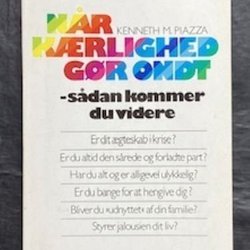 NÅR
KENNETH M. PIAZZA
KÆRLIGHED
GØR ONDT
-sådan kommer
du videre
Er dit ægteskab i krise?
Er du altid den sårede og forladte part?
Har du alt og er alligevel ulykkelig?
Er du bange for at hengive dig?
Bliver du »udnyttet« af din familie?
Styrer jalousien dit liv?